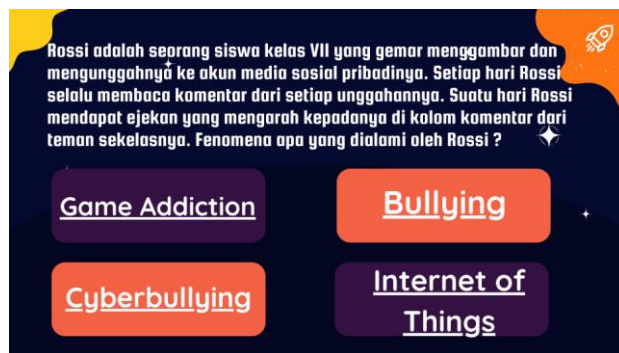 Rossi adalah seorang siswa kelas VII yang gemar menggambar dan
mengunggahnya ke akun media sosial pribadinya. Setiap hari Rossi
selalu membaca komentar dari setiap unggahannya. Suatu hari Rossi
mendapat ejekan yang mengarah kepadanya di kolom komentar dari
teman sekelasnya. Fenomena apa yang dialami oleh Rossi ?
Game Addiction
Bullying
Cyberbullying
Internet of
Things